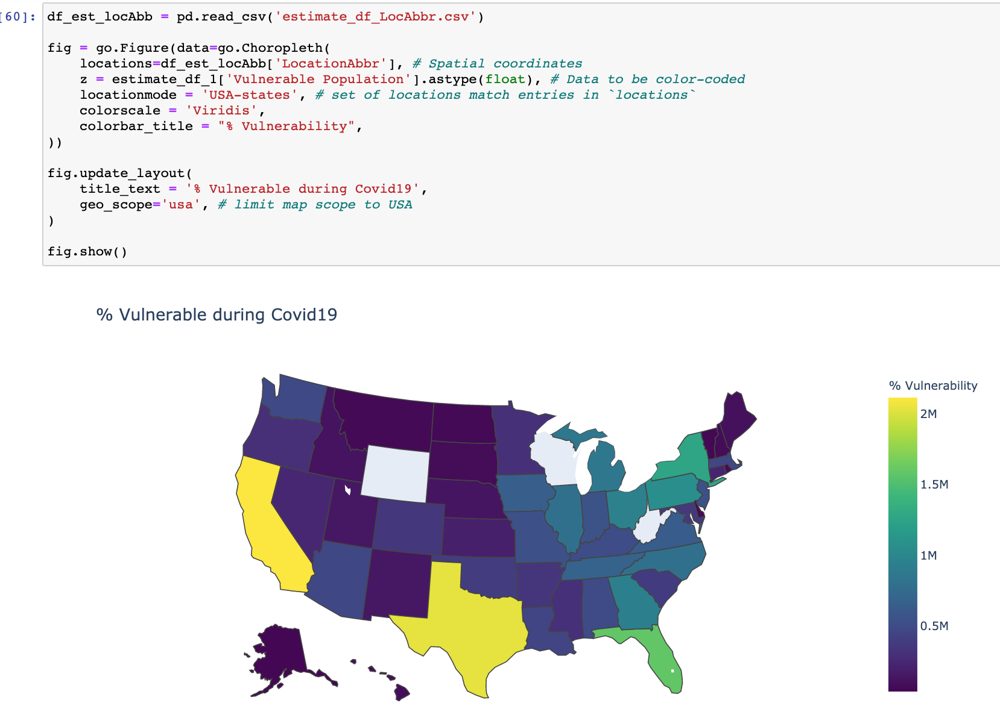 [60]:
df_est_locAbb = pd.read_csv('estimate_df_LocAbbr.csv')
fig = go.Figure(data=go.Choropleth(
locations=df_est_locAbb['LocationAbbr'], # Spatial coordinates
z = estimate_df_1['Vulnerable Population'].astype(float), # Data to be color-coded
locationmode = 'USA-states', # set of locations match entries in `locations`
colorscale = 'Viridis',
colorbar_title = "% Vulnerability",
))
fig.update_layout(
title_text = '% Vulnerable during Covid19',
geo_scope='usa', # limit map scope to USA
)
fig.show()
% Vulnerable during Covid19
% Vulnerability
2M
1.5M
1M
0.5M